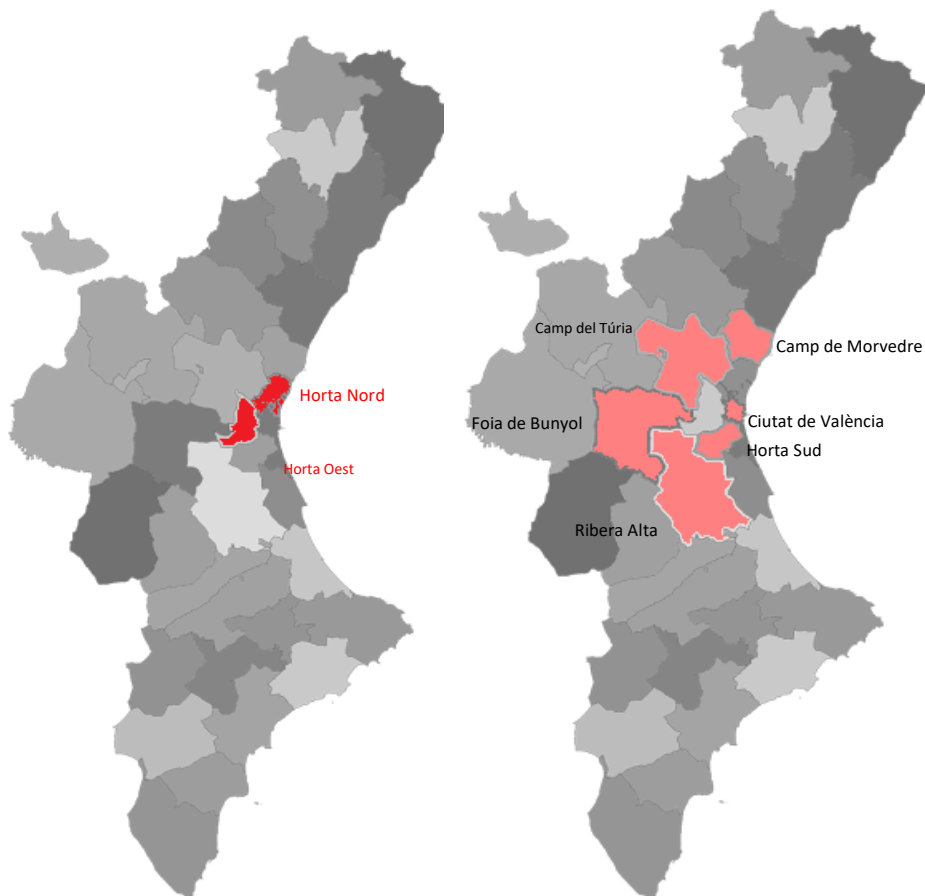 Horta Nord
Horta Oest
Camp del Túria
Camp de Morvedre
Foia de Bunyol
Ciutat de València
Horta Sud
Ribera Alta